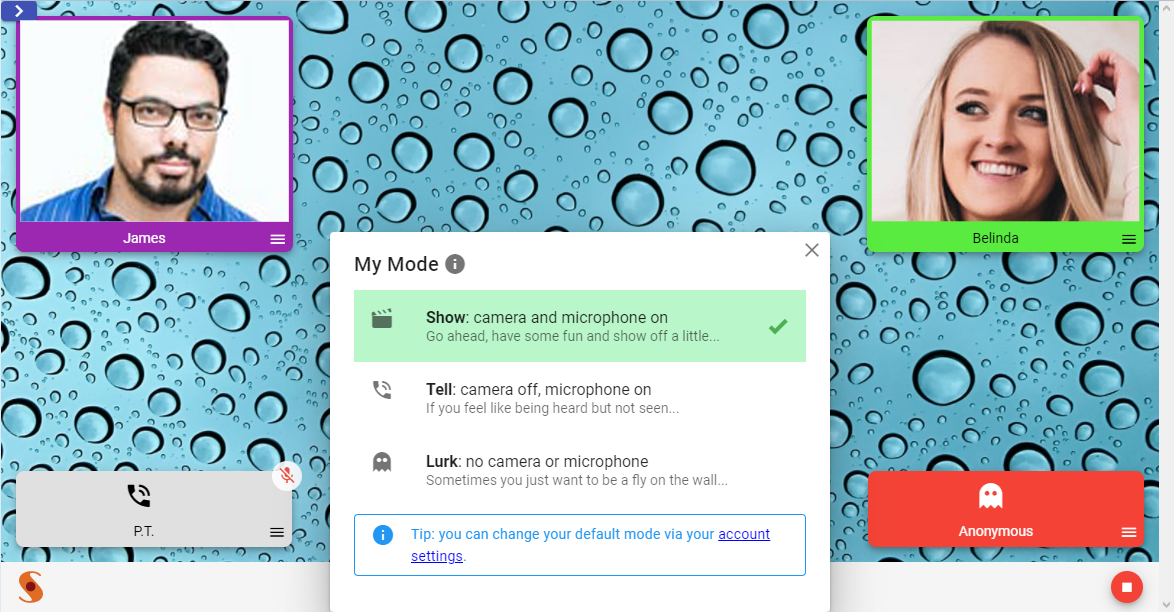 James
Belinda
My Mode
Show: camera and microphone on
Go ahead, have some fun and show off a little...
Tell: camera off, microphone on
If you feel like being heard but not seen...
Lurk: no camera or microphone
Sometimes you just want to be a fly on the wall...
P.T.
Anonymous
Tip: you can change your default mode via your account
settings.